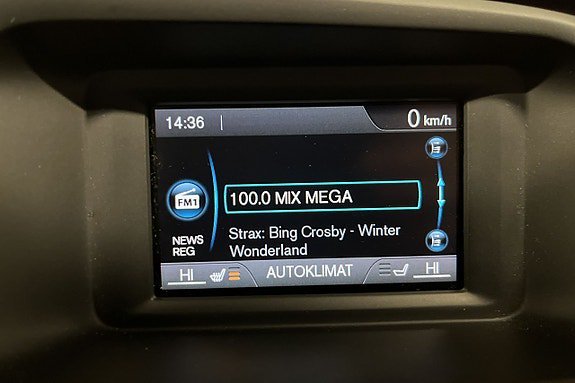 14:36 0 km/h
100.0 MIX MEGA
FM1
Strax: Bing Crosby - Winter
Wonderland
NEWS
REG
HI AUTOKLIMAT HI